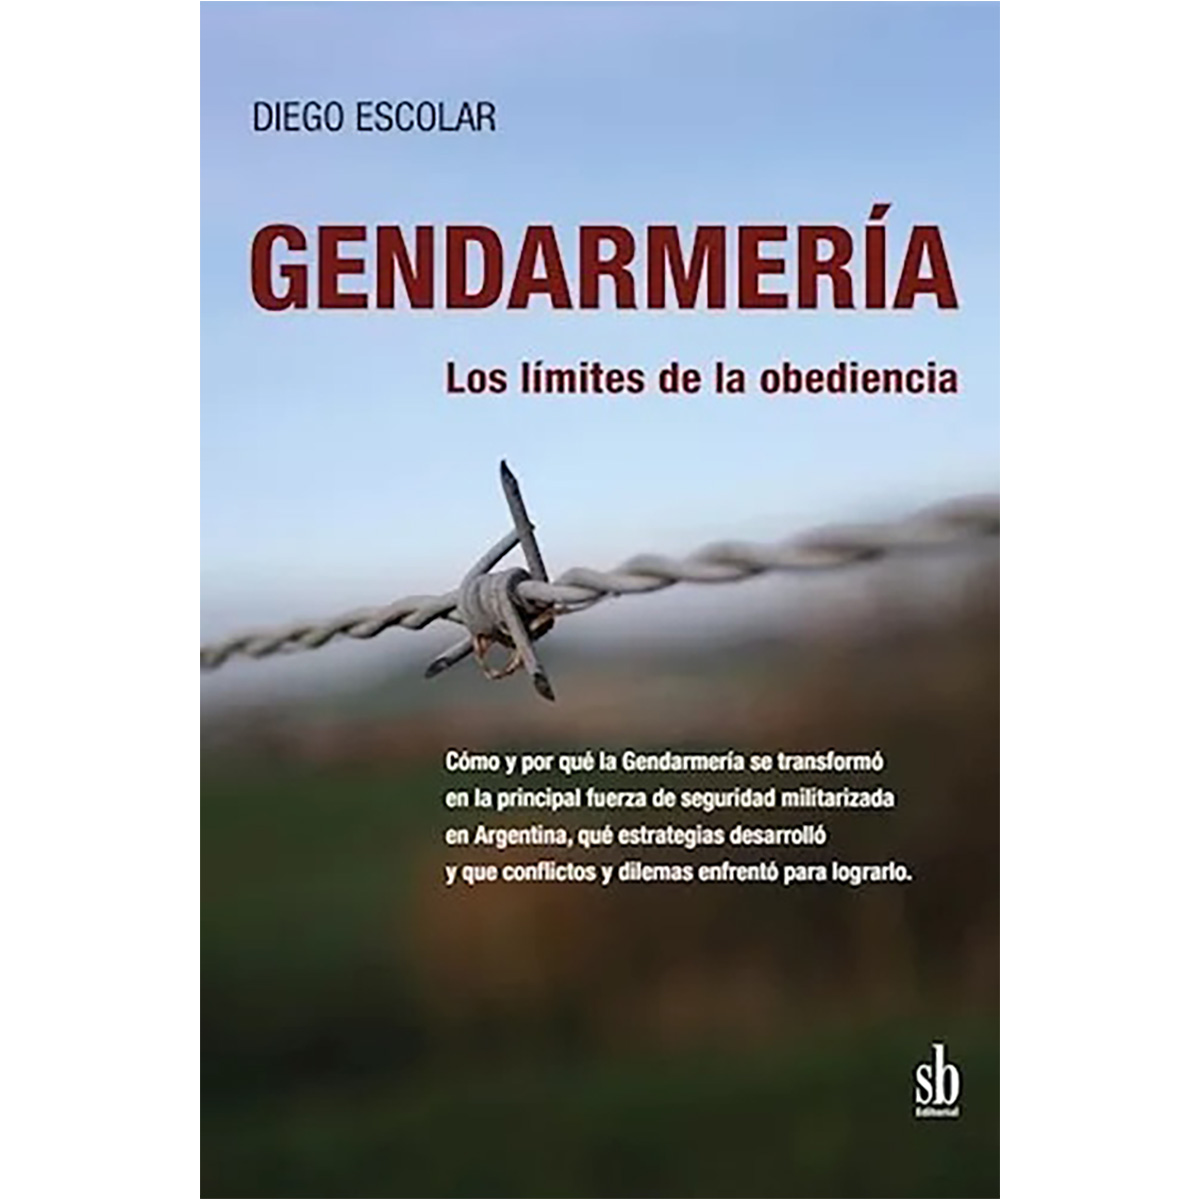 DIEGO ESCOLAR
GENDARMERÍA
Los límites de la obediencia
Cómo y por qué la Gendarmería se transformó
en la principal fuerza de seguridad militarizada
en Argentina, qué estrategias desarrolló
y que conflictos y dilemas enfrentó para lograrlo.
sb
Editorial